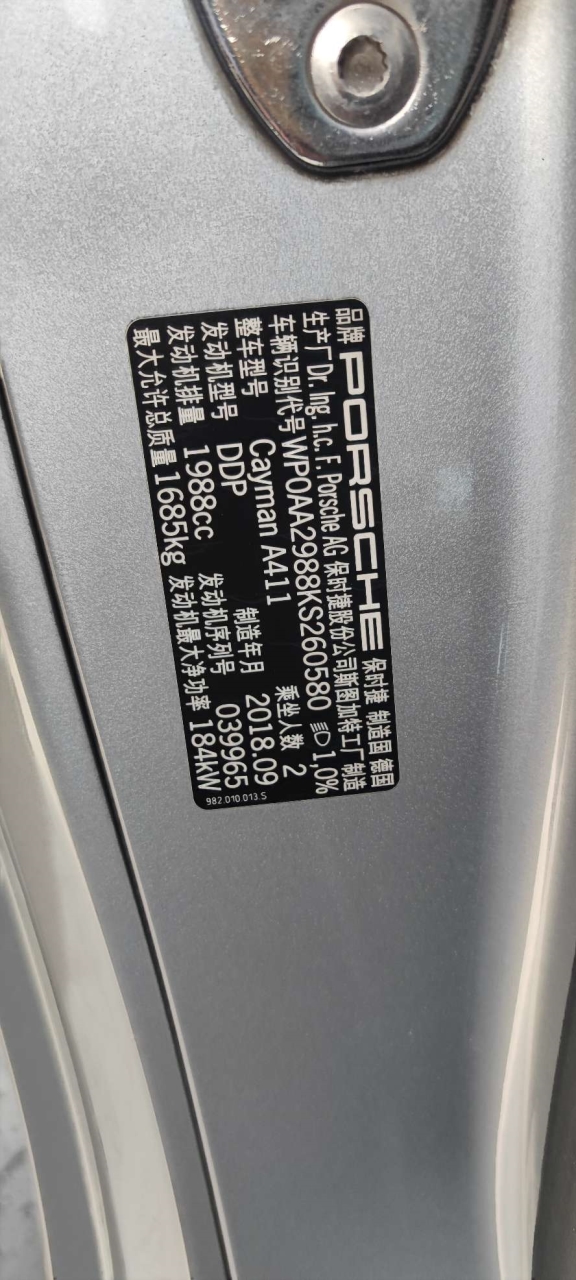 品牌 PORSCHE 保时捷 制造国 德国
生产厂 Dr. Ing. h.c. F. Porsche AG 保时捷股份公司斯图加特工厂制造
车辆识别代号 WP0AA2988KS260580 1,0%
整车型号 Cayman A411 乘坐人数 2
发动机型号 DDP 制造年月 2018.09
发动机排量 1988cc 发动机序列号 039965
最大允许总质量 1685kg 发动机最大净功率 184kW
982.010.013.S